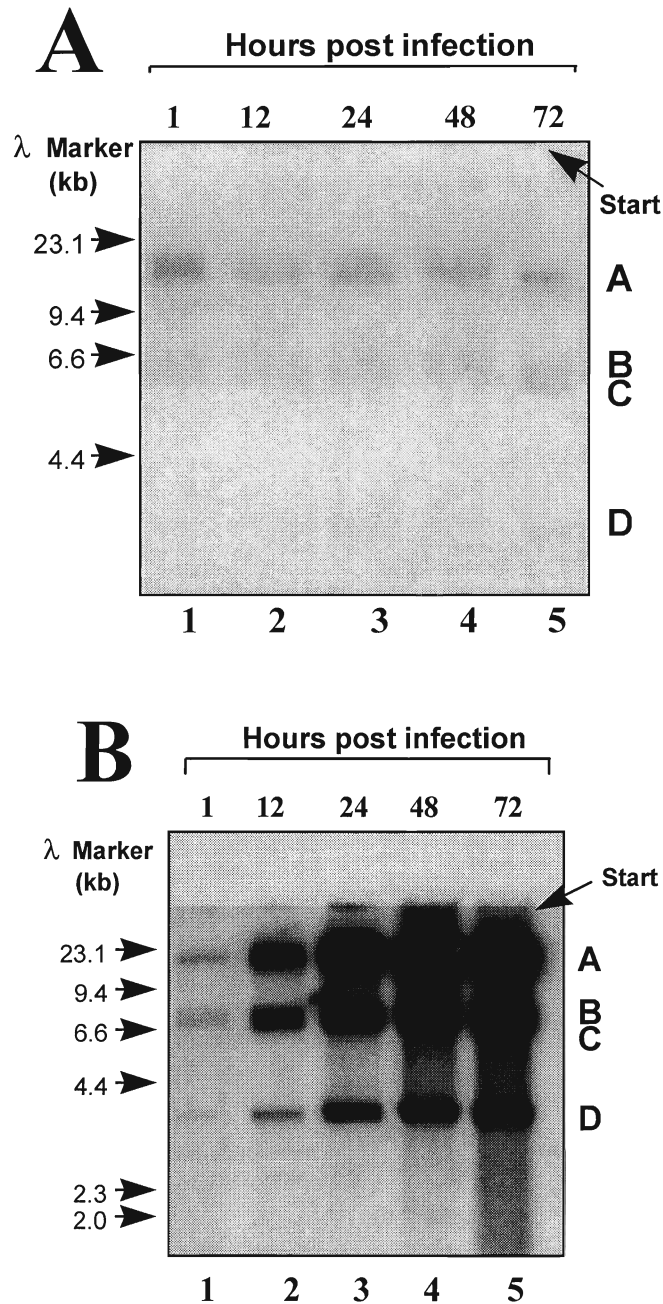 A
Hours post infection
1 12 24 48 72
λ Marker
(kb)
Start
23.1
A
9.4
6.6
B
C
4.4
D
1 2 3 4 5
B
Hours post infection
1 12 24 48 72
λ Marker
(kb)
Start
23.1
A
9.4
B
6.6
C
4.4
D
2.3
2.0
1 2 3 4 5